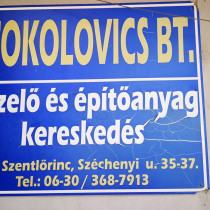 OKOLOVICS BT.
zelő és építőanyag
kereskedés
Szentlőrinc, Széchenyi u. 35-37.
Tel.: 06-30 / 368-7913